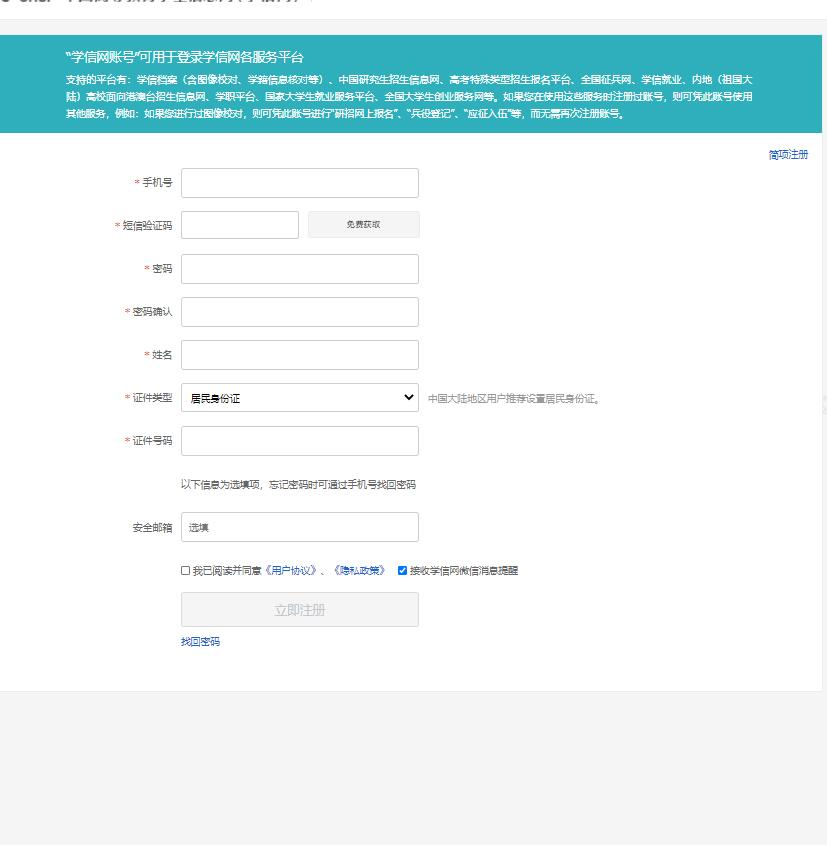 "学信网账号"可用于登录学信网各服务平台
支持的平台有：学信档案（含图像校对、学籍信息核对等）、中国研究生招生信息网、高考特殊类型招生报名平台、全国征兵网、学信就业、内地（祖国大
陆）高校面向港澳台招生信息网、学职平台、国家大学生就业服务平台、全国大学生创业服务网等。如果您在使用这些服务时注册过账号，则可凭此账号使用
其他服务，例如：如果您进行过图像校对，则可凭此账号进行"研招网上报名"、"兵役登记"、"应征入伍"等，而无需再次注册账号。
简项注册
* 手机号
* 短信验证码 免费获取
* 密码
* 密码确认
* 姓名
* 证件类型 居民身份证 中国大陆地区用户推荐设置居民身份证。
* 证件号码
以下信息为选填项，忘记密码时可通过手机号找回密码
安全邮箱 选填
我已阅读并同意《用户协议》、《隐私政策》 接收学信网微信消息提醒
立即注册
找回密码